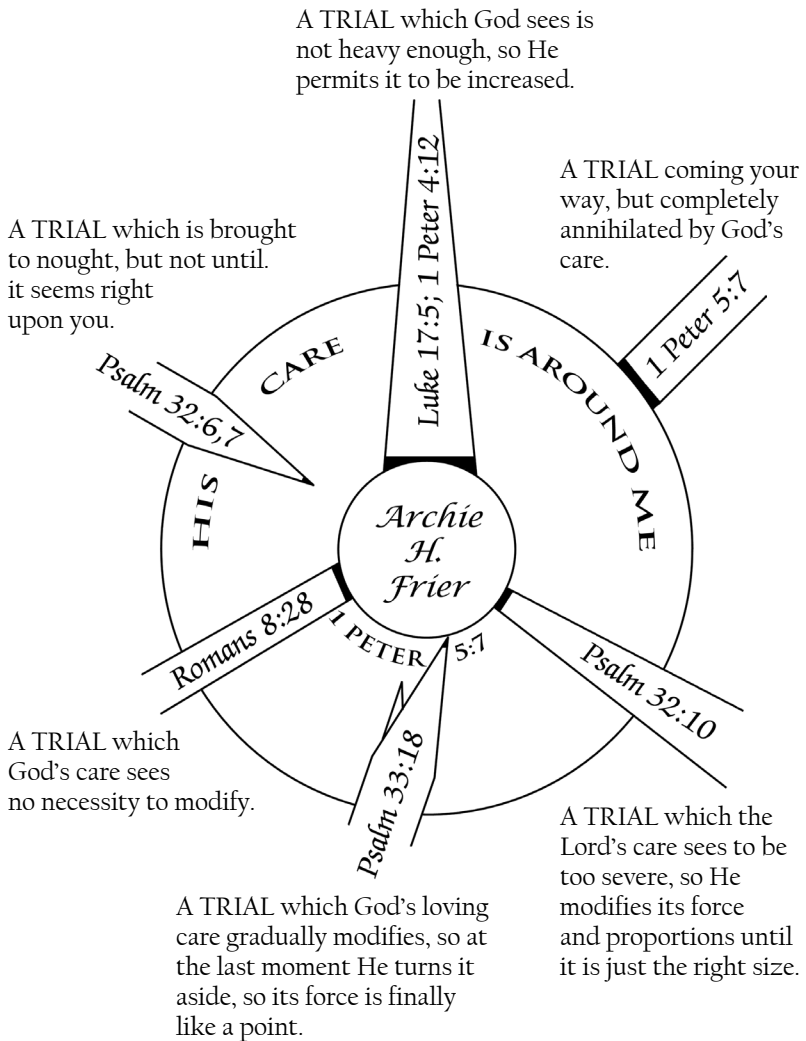 A TRIAL which God sees is
not heavy enough, so He
permits it to be increased.
Luke 17:5; 1 Peter 4:12
A TRIAL coming your
way, but completely
annihilated by God's
care.
1 Peter 5:7
A TRIAL which is brought
to nought, but not until.
it seems right
upon you.
Psalm 32:6,7
HIS CARE IS AROUND ME
Archie
H.
Frier
1 PETER 5:7
Romans 8:28
A TRIAL which
God's care sees
no necessity to modify.
Psalm 33:18
A TRIAL which God's loving
care gradually modifies, so at
the last moment He turns it
aside, so its force is finally
like a point.
Psalm 32:10
A TRIAL which the
Lord's care sees to be
too severe, so He
modifies its force
and proportions until
it is just the right size.